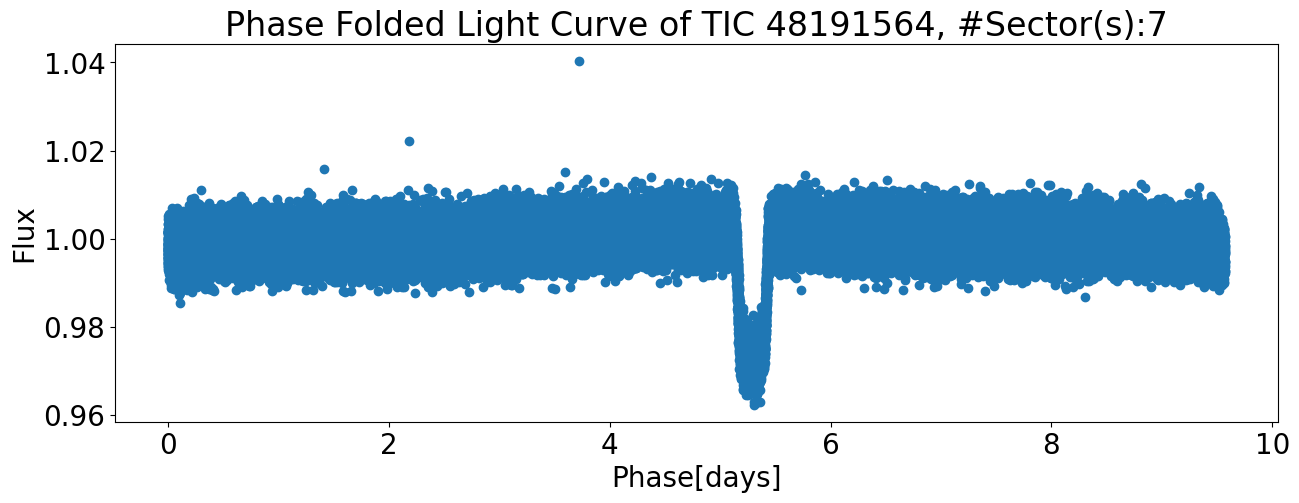 Phase Folded Light Curve of TIC 48191564, #Sector(s):7
1.04
1.02
1.00
0.98
0.96
Flux
0 2 4 6 8 10
Phase[days]